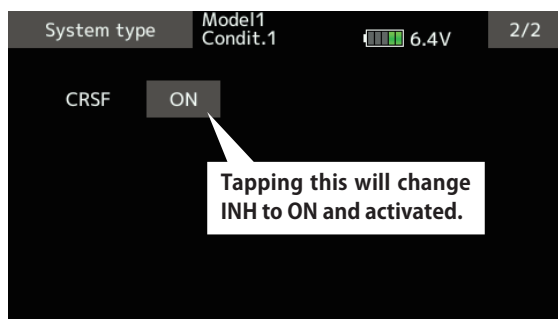 System type
Model1
Condit.1
6.4V
2/2
CRSF ON
Tapping this will change
INH to ON and activated.